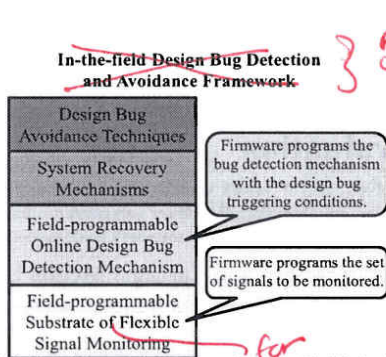 In-the-field Design Bug Detection
and Avoidance Framework
Design Bug
Avoidance Techniques
System Recovery
Mechanisms
Field-programmable
Online Design Bug
Detection Mechanism
Field-programmable
Substrate of Flexible
Signal Monitoring
Firmware programs the
bug detection mechanism
with the design bug
triggering conditions.
Firmware programs the set
of signals to be monitored.
for